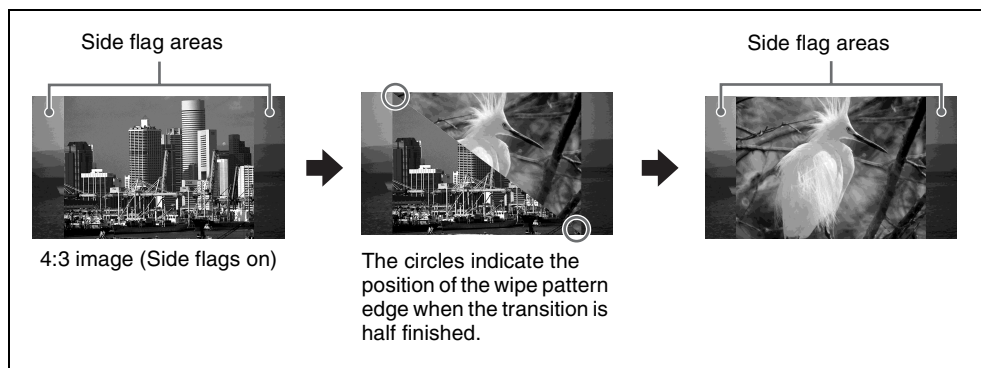 Side flag areas
Side flag areas
4:3 image (Side flags on)
The circles indicate the
position of the wipe pattern
edge when the transition is
half finished.